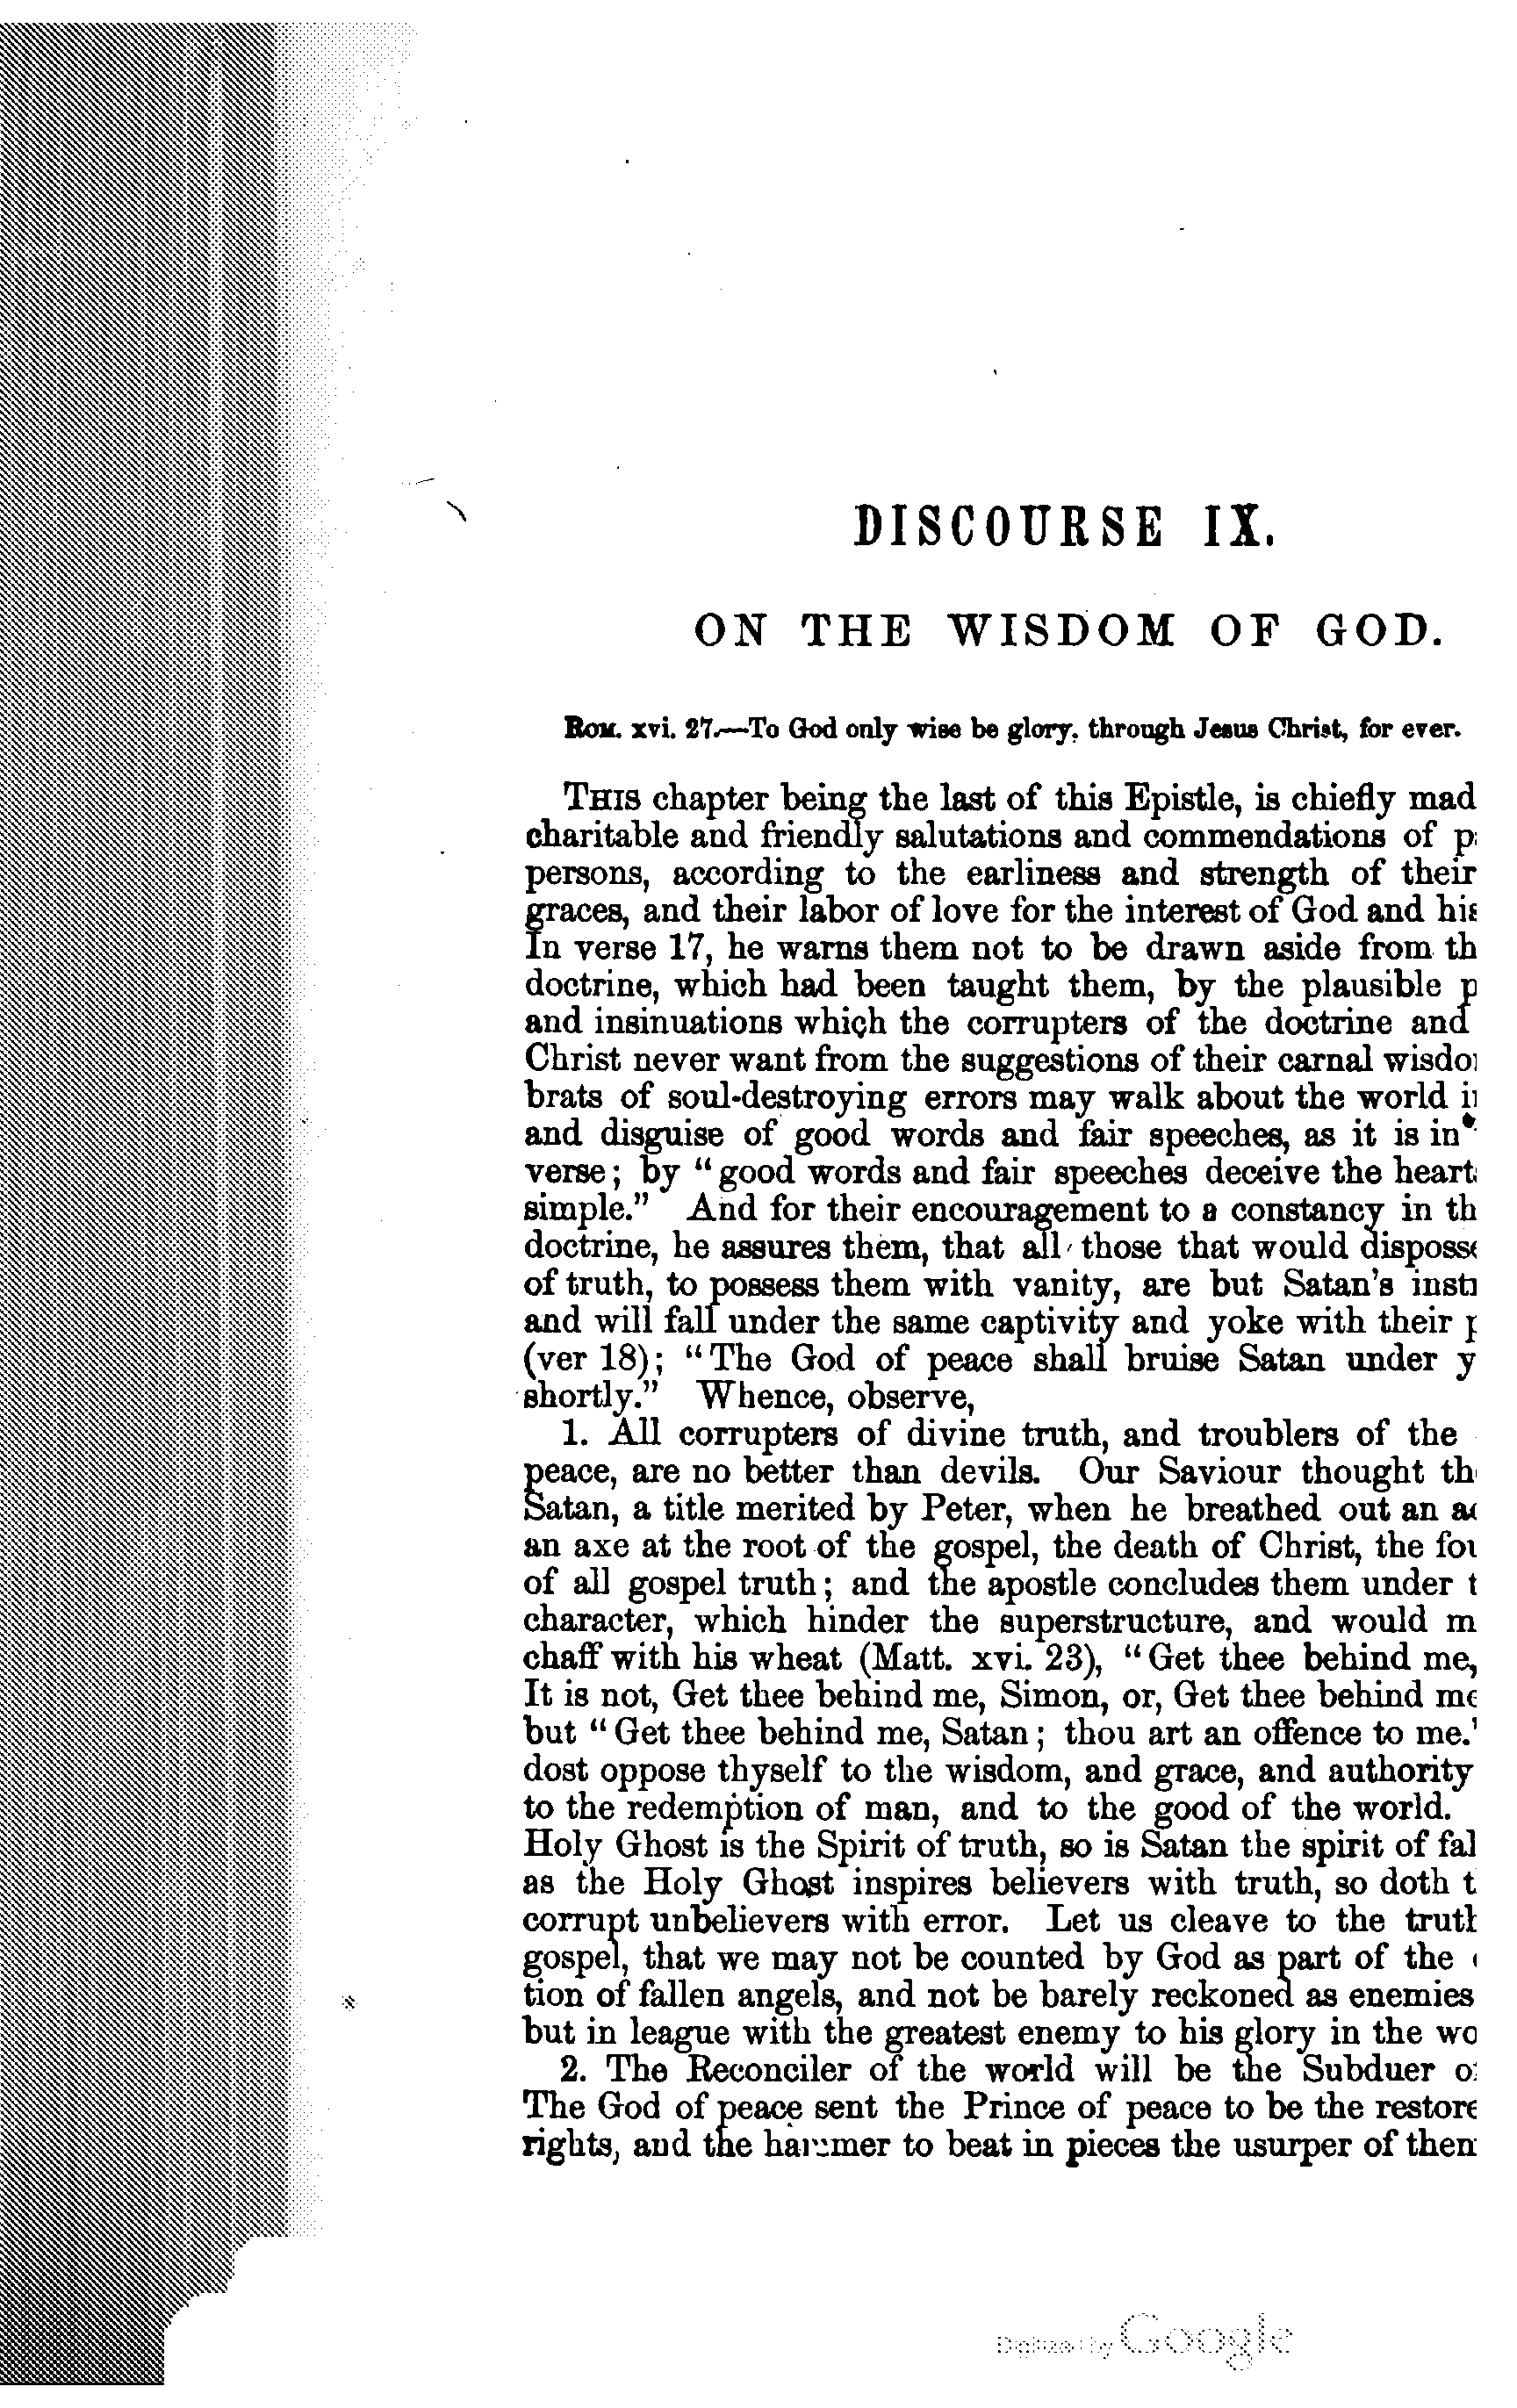 DISCOURSE IX.
ON THE WISDOM OF GOD.
Rom. xvi. 27.—To God only wise be glory, through Jesus Christ, for ever.
This chapter being the last of this Epistle, is chiefly mad
charitable and friendly salutations and commendations of
persons, according to the earliness and strength of their
graces, and their labor of love for the interest of God and his
In verse 17, he warns them not to be drawn aside from th
doctrine, which had been taught them, by the plausible p
and insinuations which the corrupters of the doctrine and
Christ never want from the suggestions of their carnal wisdo
brats of soul-destroying errors may walk about the world
and disguise of good words and fair speeches, as it is in
verse; by "good words and fair speeches deceive the heart
simple." And for their encouragement to a constancy in th
doctrine, he assures them, that all those that would disposs
of truth, to possess them with vanity, are but Satan's inst
and will fall under the same captivity and yoke with their
(ver 18); "The God of peace shall bruise Satan under y
shortly." Whence, observe,
1. All corrupters of divine truth, and troublers of the
peace, are no better than devils. Our Saviour thought th
Satan, a title merited by Peter, when he breathed out an
an axe at the root of the gospel, the death of Christ, the fo
of all gospel truth; and the apostle concludes them under t
character, which hinder the superstructure, and would m
chaff with his wheat (Matt. xvi. 23), "Get thee behind me,
It is not, Get thee behind me, Simon, or, Get thee behind me
but "Get thee behind me, Satan; thou art an offence to me.'
dost oppose thyself to the wisdom, and grace, and authority
to the redemption of man, and to the good of the world.
Holy Ghost is the Spirit of truth, so is Satan the spirit of fal
as the Holy Ghost inspires believers with truth, so doth t
corrupt unbelievers with error. Let us cleave to the truth
gospel, that we may not be counted by God as part of the
tion of fallen angels, and not be barely reckoned as enemies
but in league with the greatest enemy to his glory in the wo
2. The Reconciler of the world will be the Subduer o
The God of peace sent the Prince of peace to be the restore
rights, and the hammer to beat in pieces the usurper of them
Digitized by Google